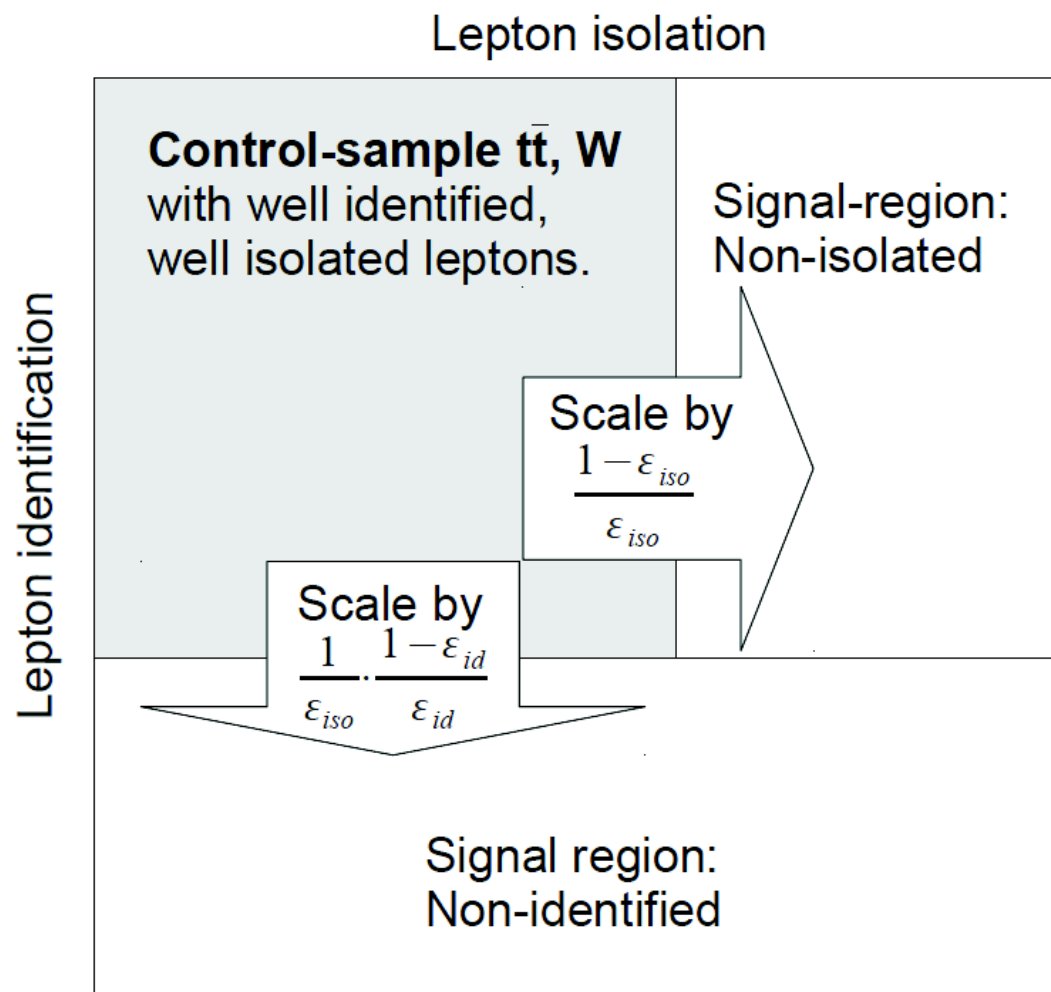 Lepton isolation
Control-sample tt̄, W
with well identified,
well isolated leptons.
Signal-region:
Non-isolated
Lepton identification
Scale by
1 − ε_iso
ε_iso
Scale by
1/ε_iso · (1 − ε_id)/ε_id
Signal region:
Non-identified